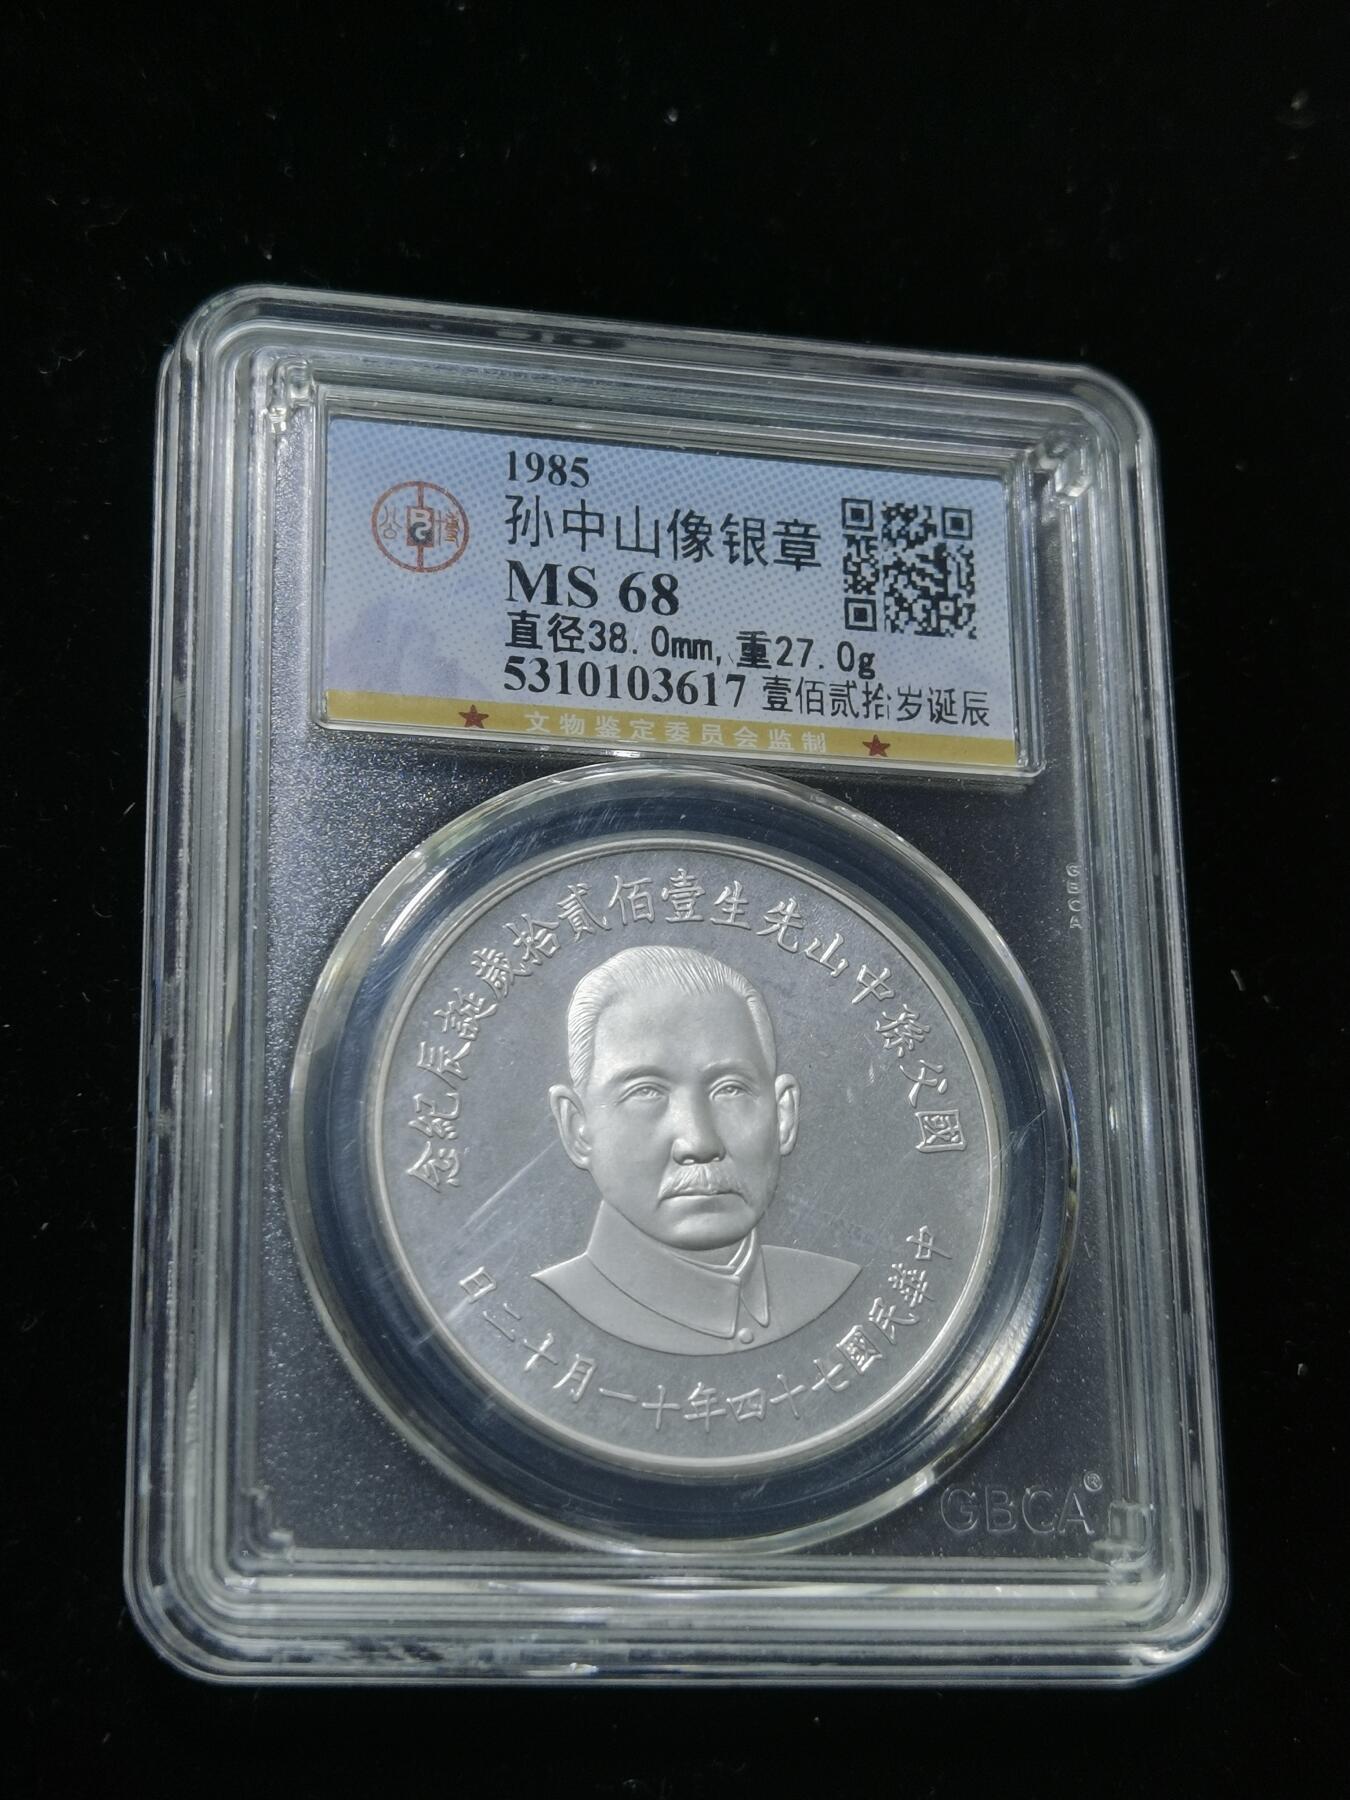 1985
孙中山像银章
MS 68
直径38.0mm,重27.0g
5310103617 壹佰贰拾岁诞辰
公 博
文物鉴定委员会监制
國父孫中山先生壹佰貳拾歲誕辰紀念
中華民國七十四年十一月十二日
GBCA
GBCA®